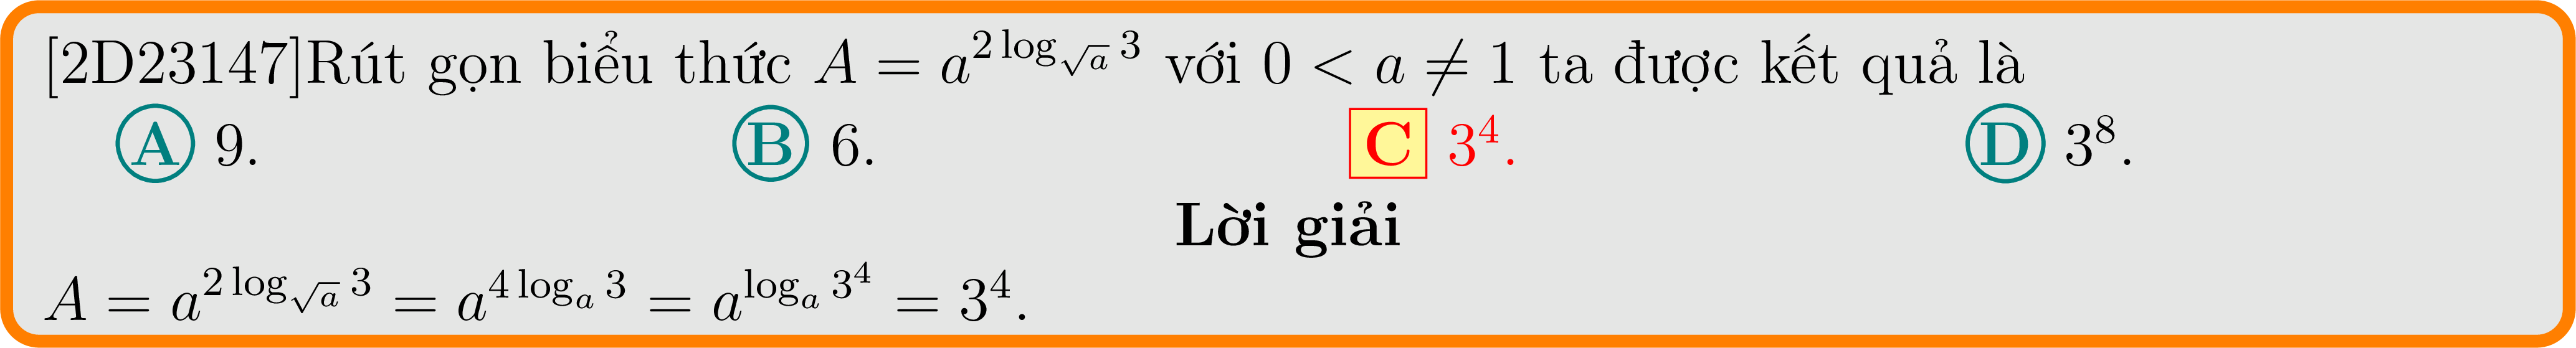 [2D23147]Rút gọn biểu thức $A = a^{2\log_{\sqrt{a}} 3}$ với $0 < a \neq 1$ ta được kết quả là
A 9. B 6. C $3^4$. D $3^8$.
Lời giải
$A = a^{2\log_{\sqrt{a}} 3} = a^{4\log_a 3} = a^{\log_a 3^4} = 3^4$.